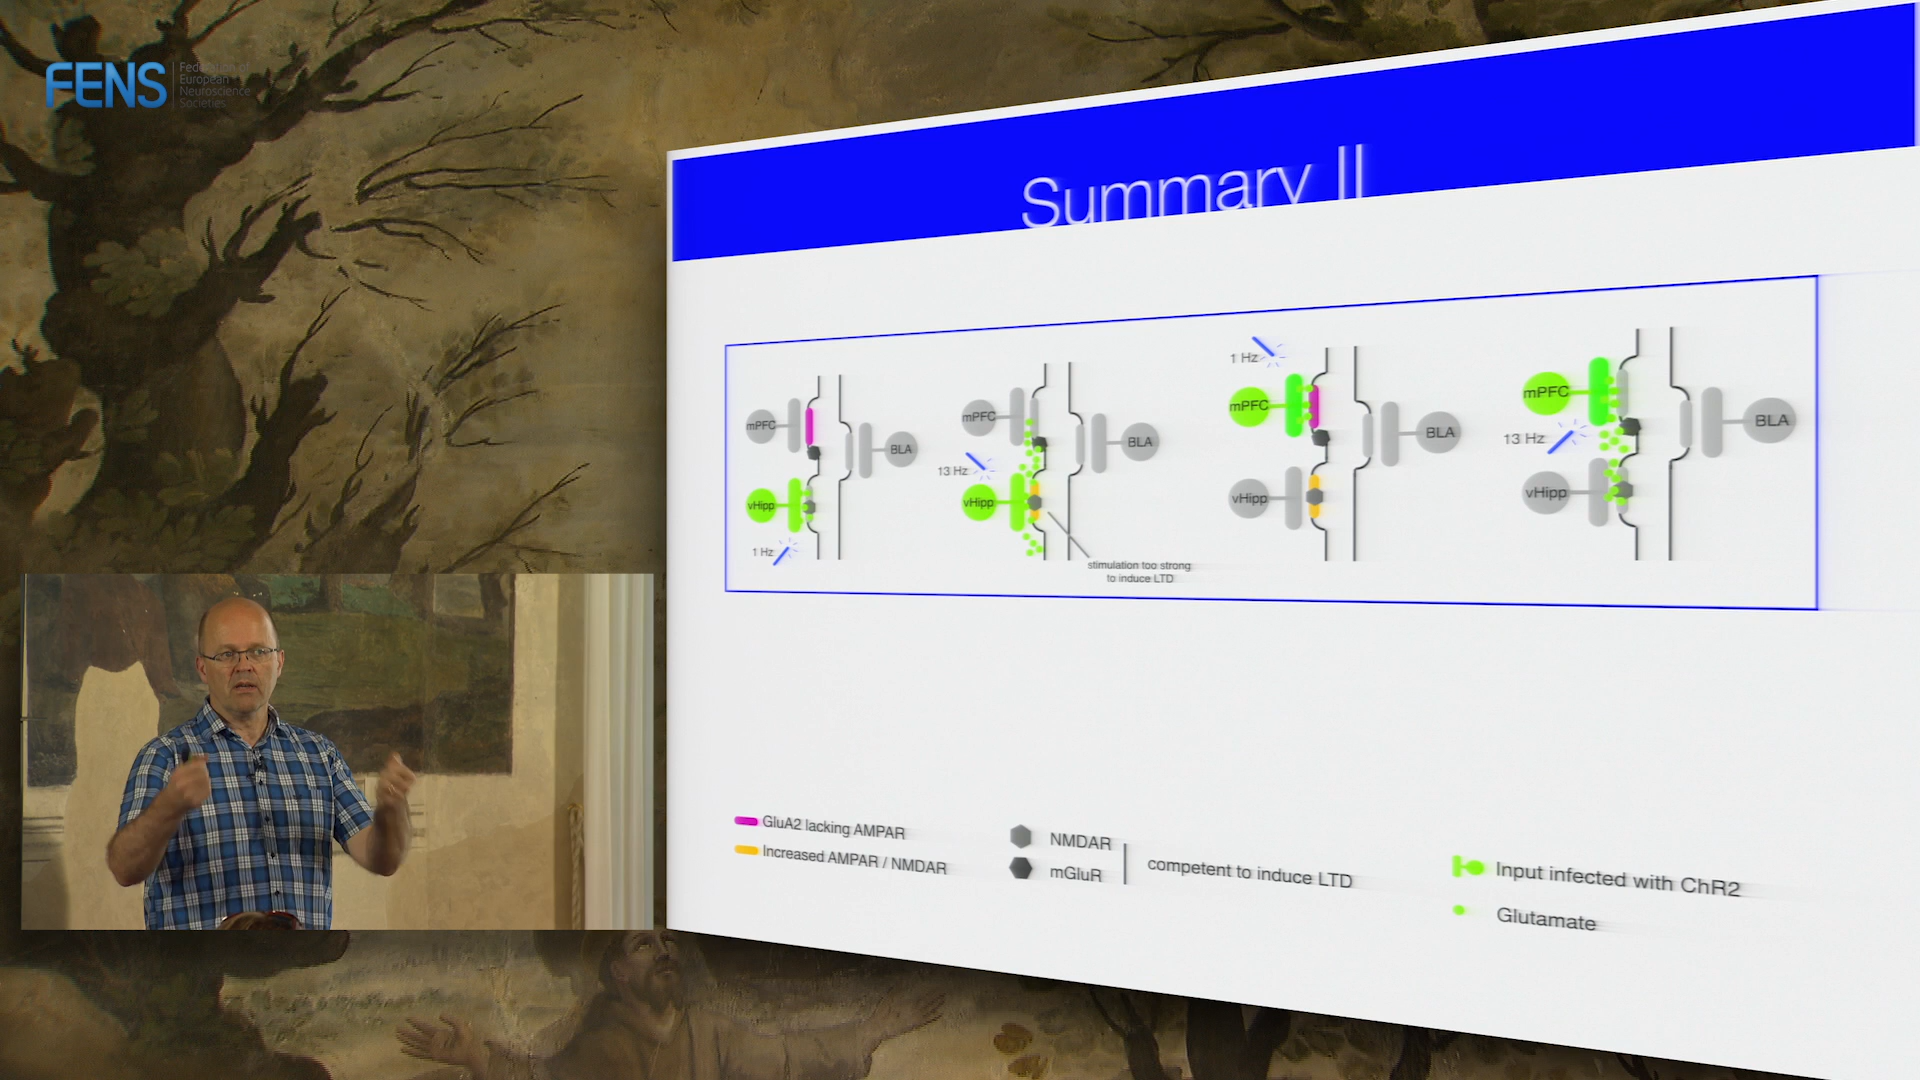 FENS
Federation of
European
Neuroscience
Societies
Summary II
mPFC
BLA
vHipp
1 Hz
mPFC
BLA
13 Hz
vHipp
stimulation too strong
to induce LTD
1 Hz
mPFC
BLA
vHipp
mPFC
BLA
13 Hz
vHipp
GluA2 lacking AMPAR
Increased AMPAR / NMDAR
NMDAR
mGluR
competent to induce LTD
Input infected with ChR2
Glutamate